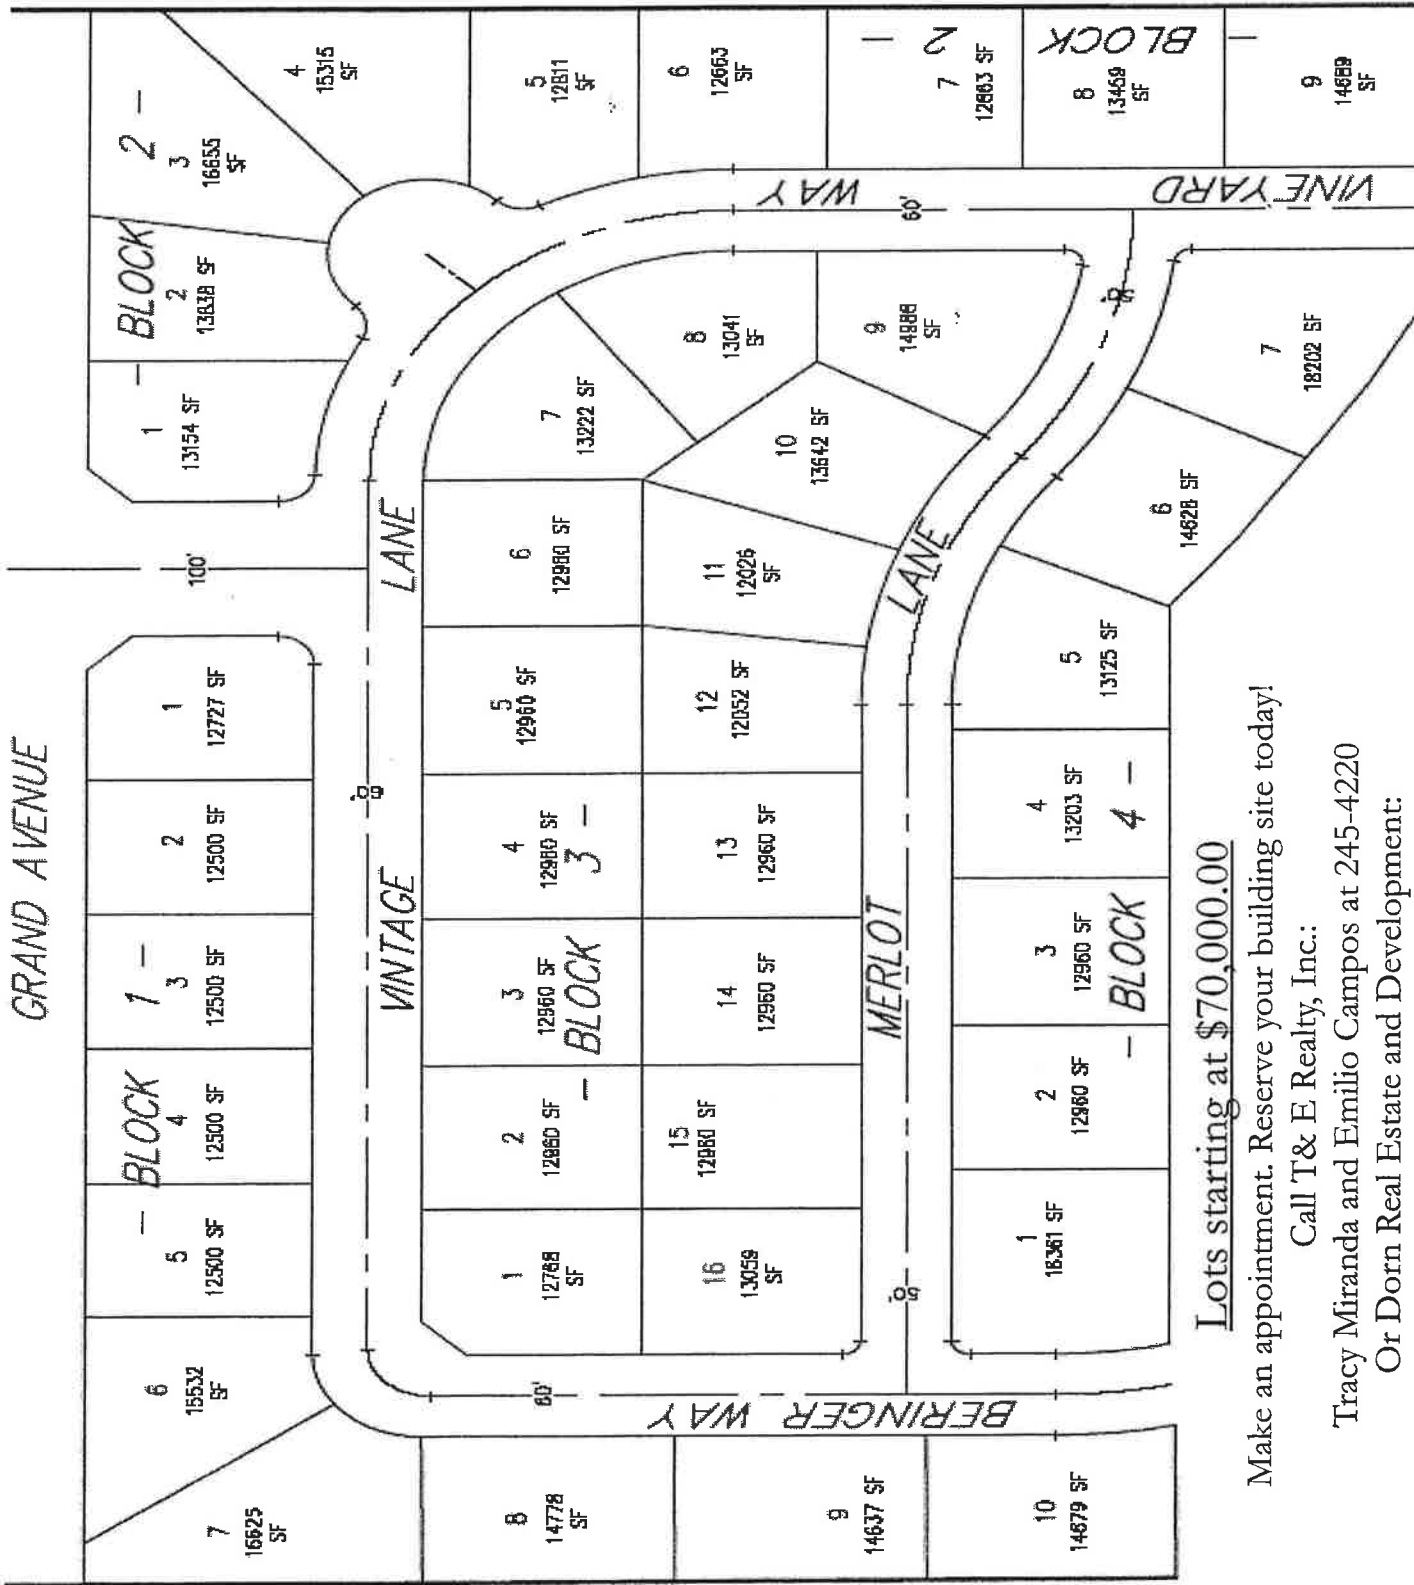 GRAND AVENUE
100'
— BLOCK 1 —
1
12727 SF
2
12500 SF
3
12500 SF
4
12500 SF
5
12500 SF
6
15532
SF
7
16625
SF
8
14778
SF
9
14637 SF
10
14679 SF
— BLOCK 2 —
1
13154 SF
2
13838 SF
3
16655
SF
4
15315
SF
5
12811
SF
6
12663
SF
7
12663 SF
8
13469
SF
9
14689
SF
— BLOCK 2 —
VINTAGE LANE
60'
— BLOCK 3 —
1
12768
SF
2
12960 SF
3
12960 SF
4
12960 SF
5
12960 SF
6
12960 SF
7
13222 SF
8
13041
SF
9
14986
SF
10
13642 SF
11
12026
SF
12
12052 SF
13
12960 SF
14
12960 SF
15
12960 SF
16
13059
SF
MERLOT LANE
50'
50'
BERINGER WAY
60'
VINEYARD WAY
60'
— BLOCK 4 —
1
16361 SF
2
12960 SF
3
12960 SF
4
13203 SF
5
13125 SF
6
14628 SF
7
18202 SF
Lots starting at $70,000.00
Make an appointment. Reserve your building site today!
Call T& E Realty, Inc.:
Tracy Miranda and Emilio Campos at 245-4220
Or Dorn Real Estate and Development: